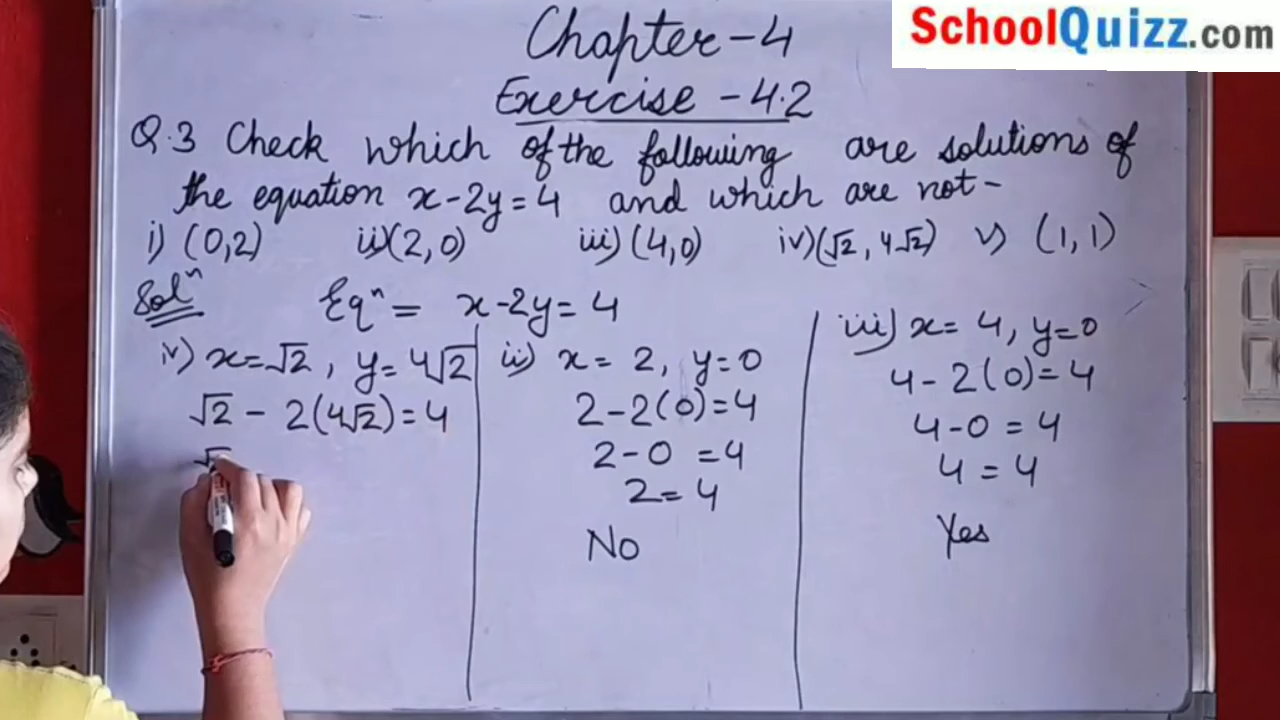 SchoolQuizz.com
Chapter-4
Exercise -4.2
Q.3 Check which of the following are solutions of
the equation x-2y=4 and which are not-
i) (0,2) ii) (2,0) iii) (4,0) iv) (√2, 4√2) v) (1,1)
Solⁿ Eqⁿ = x-2y=4
iv) x=√2, y=4√2
√2 - 2(4√2)=4
ii) x= 2, y=0
2-2(0)=4
2-0 =4
2=4
No
iii) x= 4, y=0
4-2(0)=4
4-0 =4
4=4
Yes